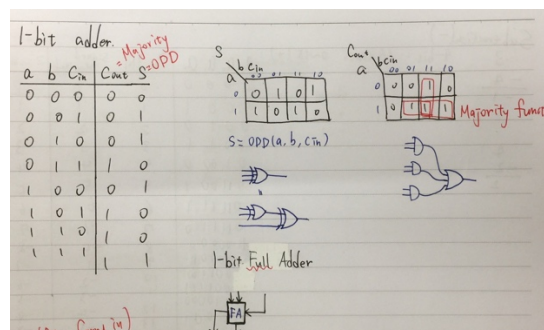 1-bit adder.
= Majority
= ODD
a b Cin Cout S
0 0 0 0 0
0 0 1 0 1
0 1 0 0 1
0 1 1 1 0
1 0 0 0 1
1 0 1 1 0
1 1 0 1 0
1 1 1 1 1
S
b Cin
a 00 01 11 10
0 0 1 0 1
1 1 0 1 0
S = ODD(a, b, Cin)
Cout
b Cin
a 00 01 11 10
0 0 0 1 0
1 0 1 1 1
Majority funct
1-bit Full Adder
FA